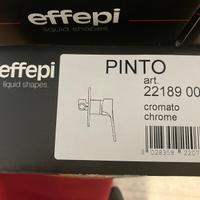 effepi
liquid shapes.
effepi
liquid shapes.
PINTO
art.
22189 00
cromato
chrome